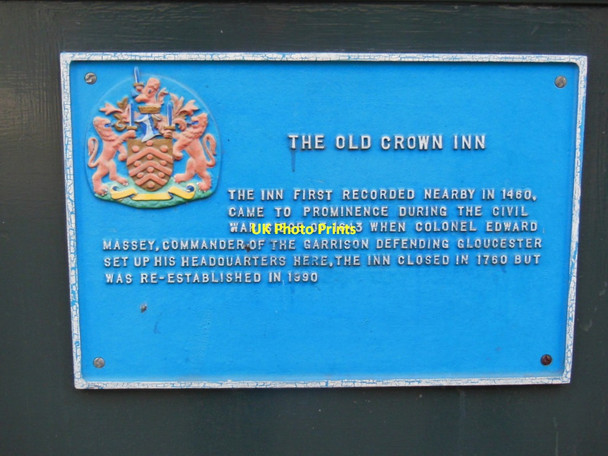 THE OLD CROWN INN
THE INN FIRST RECORDED NEARBY IN 1460,
CAME TO PROMINENCE DURING THE CIVIL
WAR WHEN COLONEL EDWARD
UK Photo Prints
MASSEY, COMMANDER OF THE GARRISON DEFENDING GLOUCESTER
SET UP HIS HEADQUARTERS HERE, THE INN CLOSED IN 1760 BUT
WAS RE-ESTABLISHED IN 1990